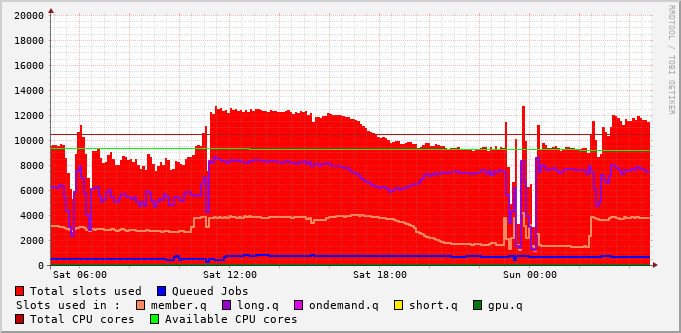 RRDTOOL / TOBI OETIKER
20000
18000
16000
14000
12000
10000
8000
6000
4000
2000
0
Sat 06:00 Sat 12:00 Sat 18:00 Sun 00:00
Total slots used Queued Jobs
Slots used in : member.q long.q ondemand.q short.q gpu.q
Total CPU cores Available CPU cores